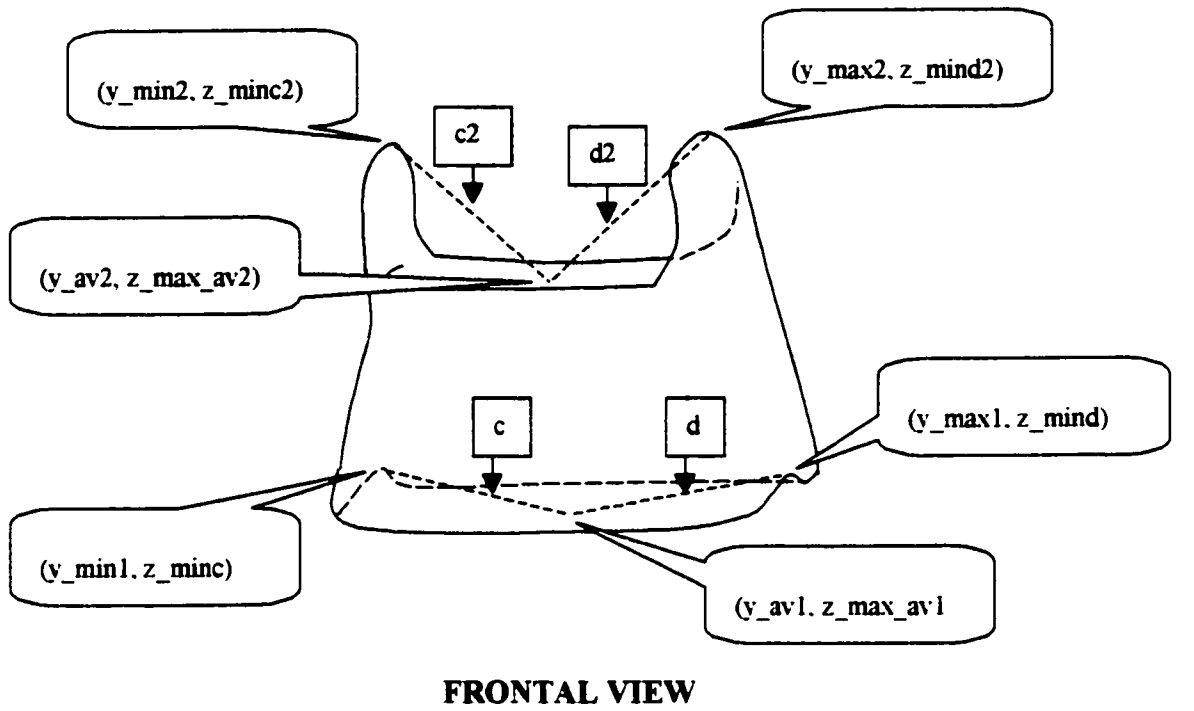 (y_min2, z_minc2)
(y_max2, z_mind2)
c2
d2
(y_av2, z_max_av2)
c
d
(y_max1, z_mind)
(y_min1, z_minc)
(y_av1, z_max_av1
FRONTAL VIEW